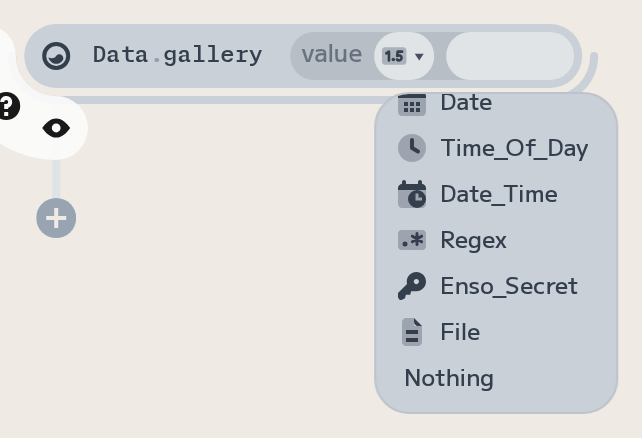 Data.gallery value 1.5
Date
Time_Of_Day
Date_Time
Regex
Enso_Secret
File
Nothing